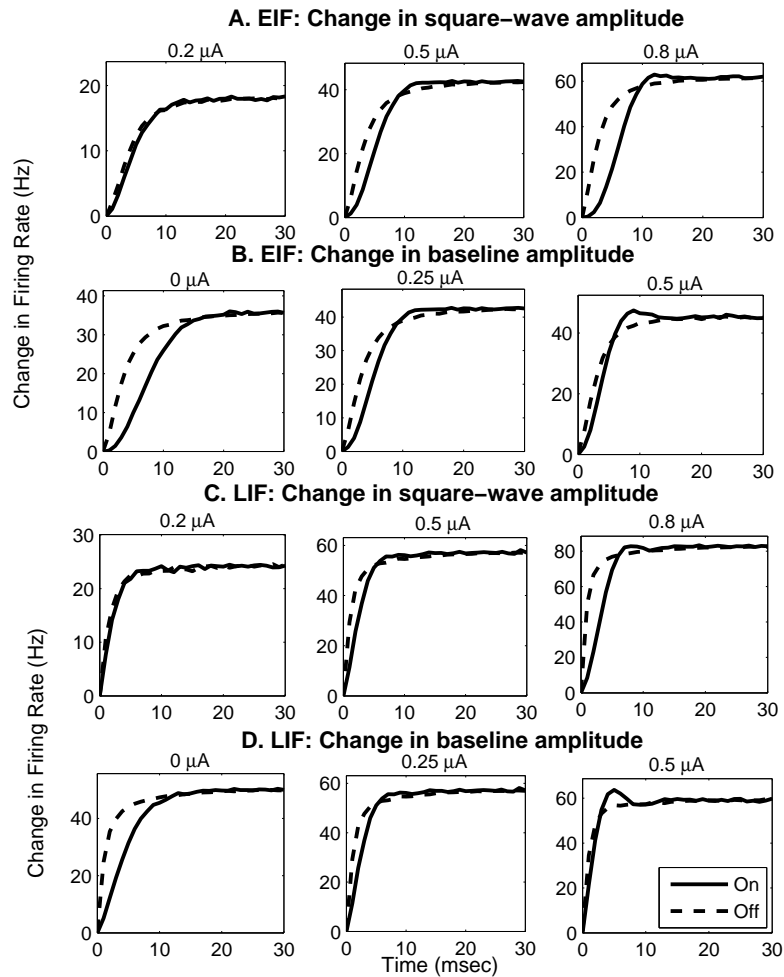 A. EIF: Change in square−wave amplitude
0.2 μA
0.5 μA
0.8 μA
20
10
0
0 10 20 30
40
20
0
0 10 20 30
60
40
20
0
0 10 20 30
Change in Firing Rate (Hz)
B. EIF: Change in baseline amplitude
0 μA
0.25 μA
0.5 μA
30
20
10
0
0 10 20 30
40
30
20
10
0
0 10 20 30
40
20
0
0 10 20 30
C. LIF: Change in square−wave amplitude
0.2 μA
0.5 μA
0.8 μA
30
20
10
0
0 10 20 30
60
40
20
0
0 10 20 30
80
60
40
20
0
0 10 20 30
Change in Firing Rate (Hz)
D. LIF: Change in baseline amplitude
0 μA
0.25 μA
0.5 μA
40
20
0
0 10 20 30
60
40
20
0
0 10 20 30
60
40
20
0
0 10 20 30
On
Off
Time (msec)